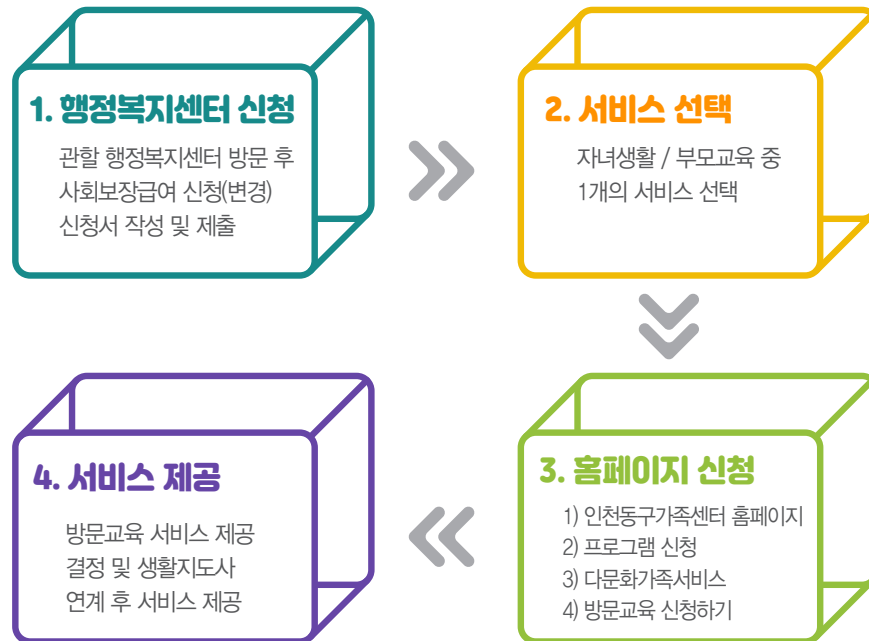 1. 행정복지센터 신청
관할 행정복지센터 방문 후
사회보장급여 신청(변경)
신청서 작성 및 제출
2. 서비스 선택
자녀생활 / 부모교육 중
1개의 서비스 선택
3. 홈페이지 신청
1) 인천동구가족센터 홈페이지
2) 프로그램 신청
3) 다문화가족서비스
4) 방문교육 신청하기
4. 서비스 제공
방문교육 서비스 제공
결정 및 생활지도사
연계 후 서비스 제공